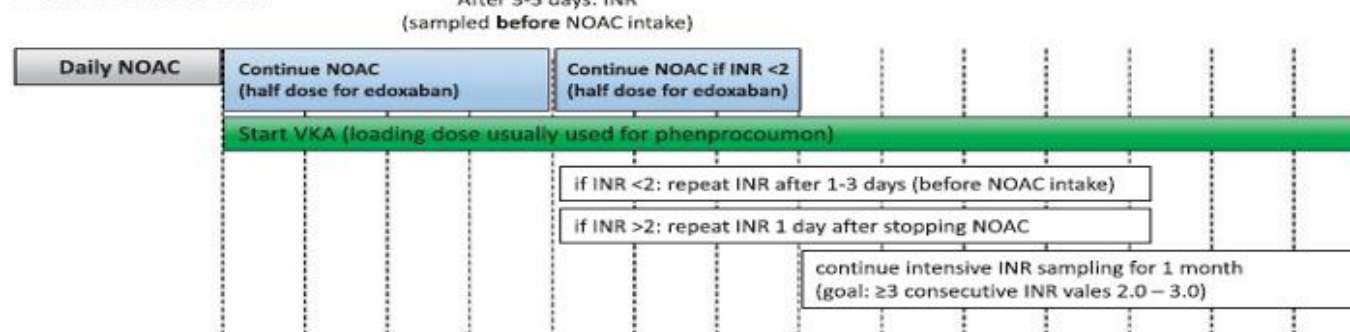 (sampled before NOAC intake)
Daily NOAC
Continue NOAC
(half dose for edoxaban)
Continue NOAC if INR <2
(half dose for edoxaban)
Start VKA (loading dose usually used for phenprocoumon)
if INR <2: repeat INR after 1-3 days (before NOAC intake)
if INR >2: repeat INR 1 day after stopping NOAC
continue intensive INR sampling for 1 month
(goal: ≥3 consecutive INR vales 2.0 – 3.0)